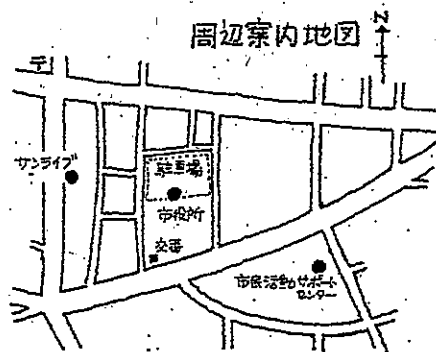 周辺案内地図
N
〒
サンライブ
駐車場
市役所
交番
市民活動サポート
センター